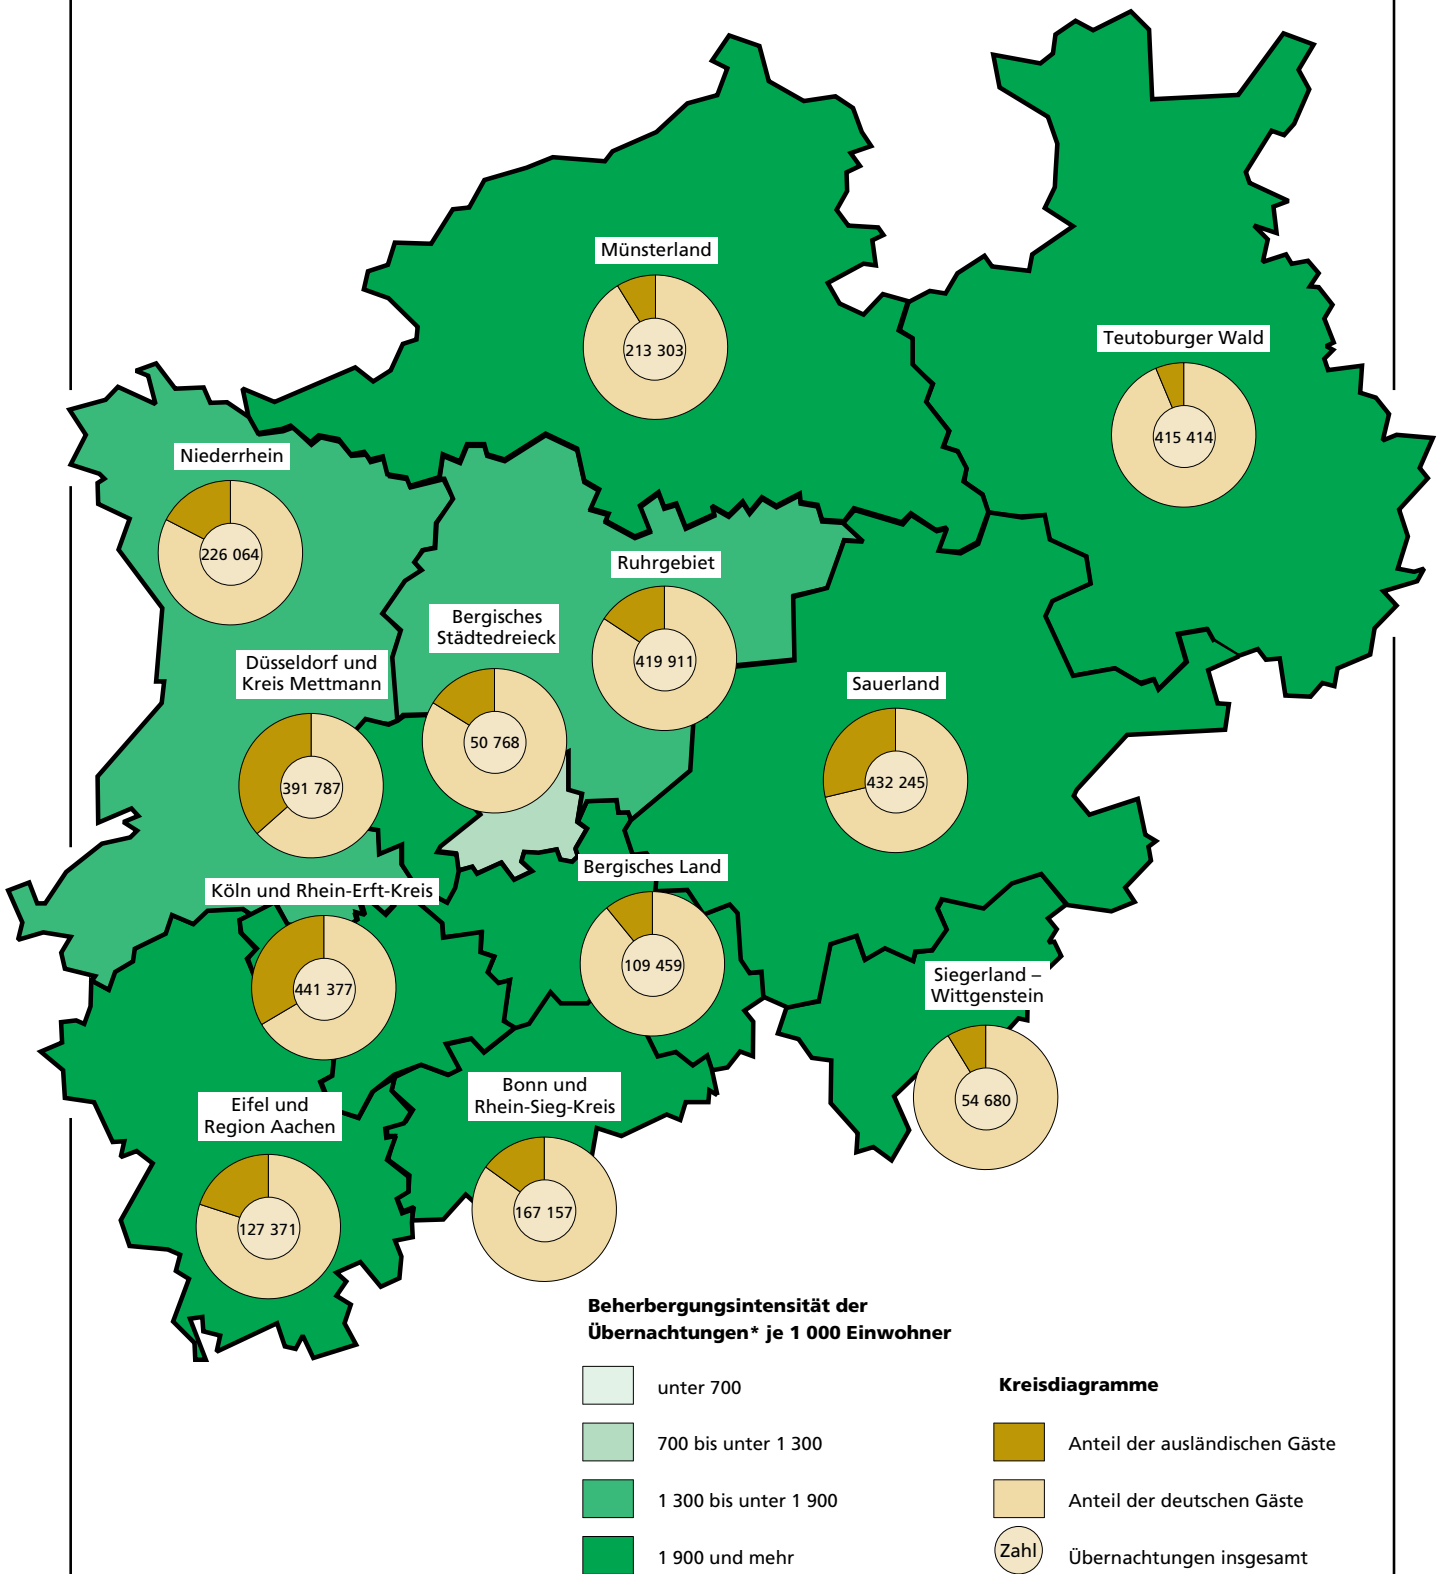 Münsterland
213 303
Teutoburger Wald
415 414
Niederrhein
226 064
Ruhrgebiet
419 911
Bergisches
Städtedreieck
50 768
Düsseldorf und
Kreis Mettmann
391 787
Sauerland
432 245
Bergisches Land
109 459
Köln und Rhein-Erft-Kreis
441 377
Siegerland –
Wittgenstein
54 680
Bonn und
Rhein-Sieg-Kreis
167 157
Eifel und
Region Aachen
127 371
Beherbergungsintensität der
Übernachtungen* je 1 000 Einwohner
unter 700
700 bis unter 1 300
1 300 bis unter 1 900
1 900 und mehr
Kreisdiagramme
Anteil der ausländischen Gäste
Anteil der deutschen Gäste
Zahl
Übernachtungen insgesamt